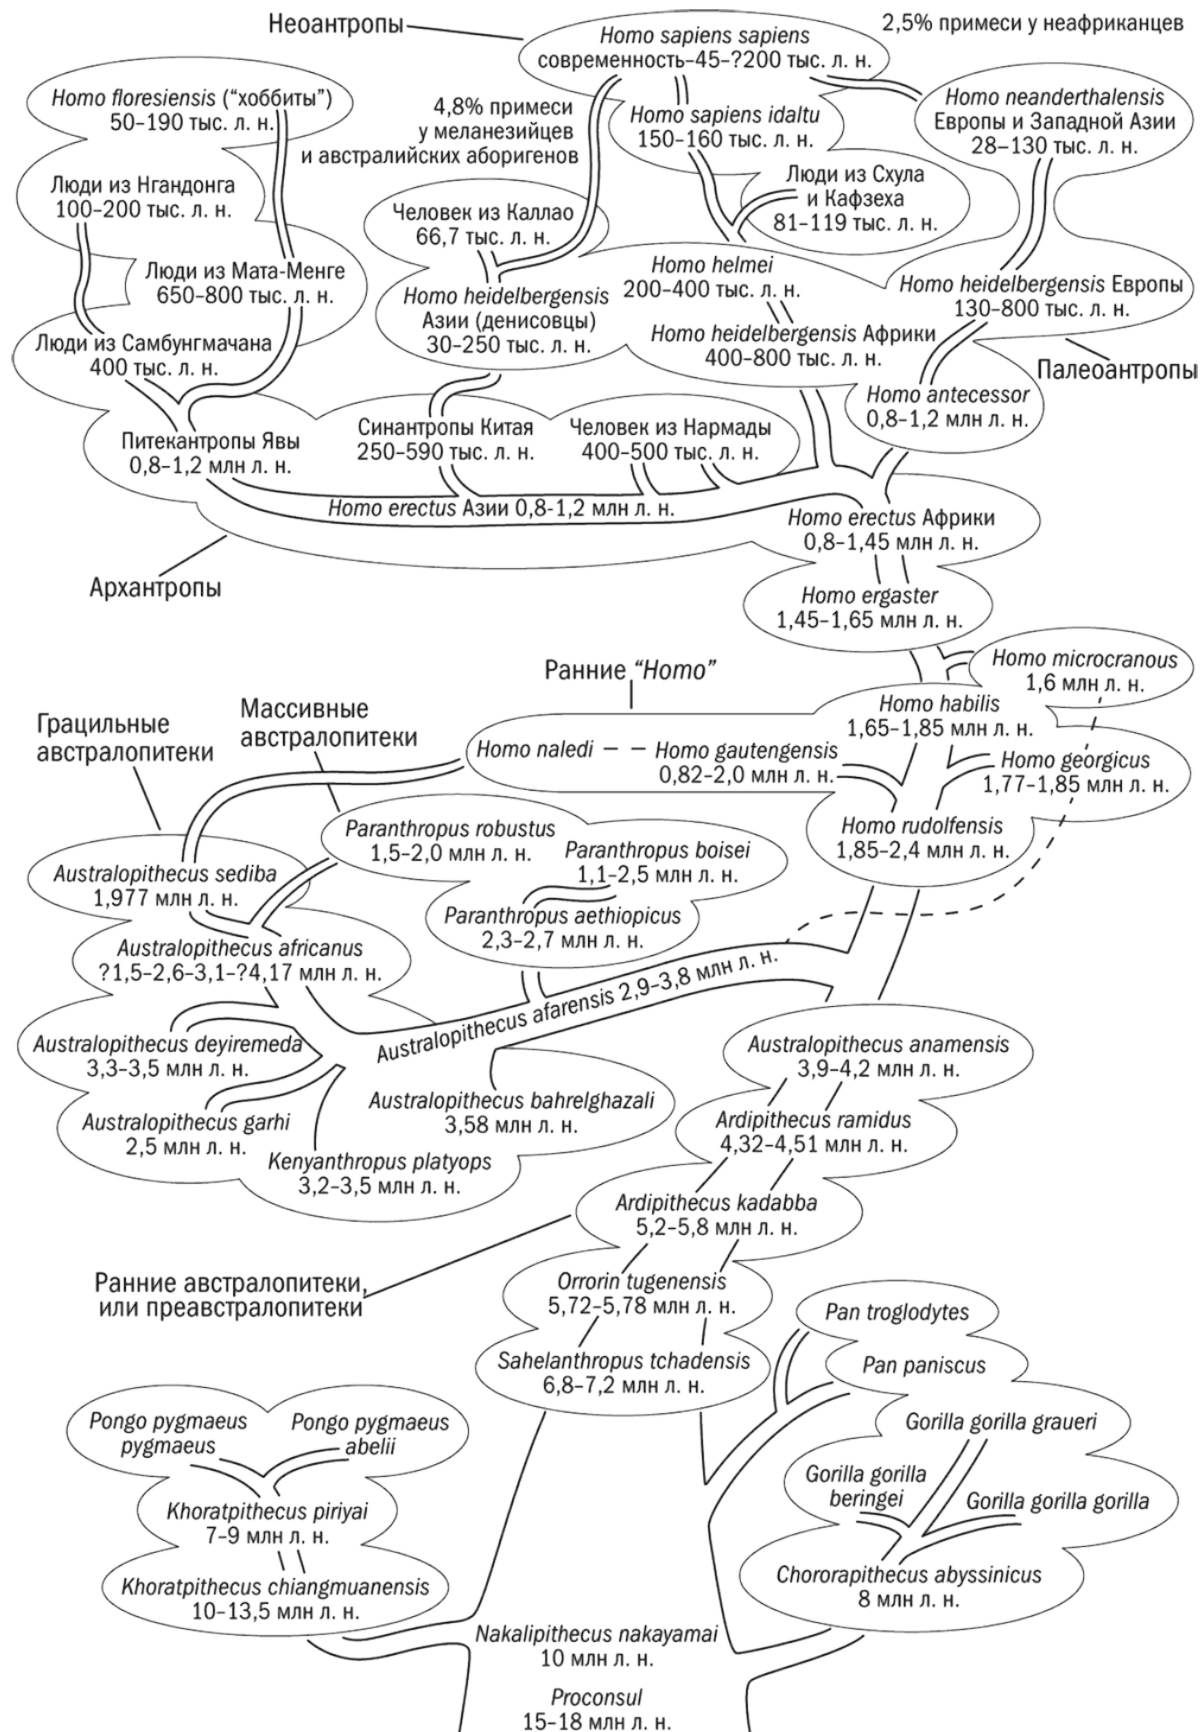 Неоантропы
Homo sapiens sapiens
современность–45–?200 тыс. л. н.
2,5% примеси у неафриканцев
Homo floresiensis (“хоббиты”)
50–190 тыс. л. н.
4,8% примеси
у меланезийцев
и австралийских аборигенов
Homo sapiens idaltu
150–160 тыс. л. н.
Homo neanderthalensis
Европы и Западной Азии
28–130 тыс. л. н.
Люди из Нгандонга
100–200 тыс. л. н.
Человек из Каллао
66,7 тыс. л. н.
Люди из Схула
и Кафзеха
81–119 тыс. л. н.
Люди из Мата-Менге
650–800 тыс. л. н.
Homo heidelbergensis
Азии (денисовцы)
30–250 тыс. л. н.
Homo helmei
200–400 тыс. л. н.
Homo heidelbergensis Европы
130–800 тыс. л. н.
Люди из Самбунгмачана
400 тыс. л. н.
Homo heidelbergensis Африки
400–800 тыс. л. н.
Палеоантропы
Homo antecessor
0,8–1,2 млн л. н.
Питекантропы Явы
0,8–1,2 млн л. н.
Синантропы Китая
250–590 тыс. л. н.
Человек из Нармады
400–500 тыс. л. н.
Homo erectus Азии 0,8-1,2 млн л. н.
Homo erectus Африки
0,8–1,45 млн л. н.
Архантропы
Homo ergaster
1,45–1,65 млн л. н.
Ранние “Homo”
Homo microcranous
1,6 млн л. н.
Грацильные
австралопитеки
Массивные
австралопитеки
Homo habilis
1,65–1,85 млн л. н.
Homo naledi
Homo gautengensis
0,82–2,0 млн л. н.
Homo georgicus
1,77–1,85 млн л. н.
Paranthropus robustus
1,5–2,0 млн л. н.
Homo rudolfensis
1,85–2,4 млн л. н.
Paranthropus boisei
1,1–2,5 млн л. н.
Australopithecus sediba
1,977 млн л. н.
Paranthropus aethiopicus
2,3–2,7 млн л. н.
Australopithecus africanus
?1,5–2,6–3,1–?4,17 млн л. н.
Australopithecus afarensis 2,9–3,8 млн л. н.
Australopithecus deyiremeda
3,3–3,5 млн л. н.
Australopithecus anamensis
3,9–4,2 млн л. н.
Australopithecus bahrelghazali
3,58 млн л. н.
Australopithecus garhi
2,5 млн л. н.
Ardipithecus ramidus
4,32–4,51 млн л. н.
Kenyanthropus platyops
3,2–3,5 млн л. н.
Ardipithecus kadabba
5,2–5,8 млн л. н.
Ранние австралопитеки,
или преавстралопитеки
Orrorin tugenensis
5,72–5,78 млн л. н.
Pan troglodytes
Sahelanthropus tchadensis
6,8–7,2 млн л. н.
Pan paniscus
Pongo pygmaeus
pygmaeus
Pongo pygmaeus
abelii
Gorilla gorilla graueri
Gorilla gorilla
beringei
Gorilla gorilla gorilla
Khoratpithecus piriyai
7–9 млн л. н.
Khoratpithecus chiangmuanensis
10–13,5 млн л. н.
Chororapithecus abyssinicus
8 млн л. н.
Nakalipithecus nakayamai
10 млн л. н.
Proconsul
15–18 млн л. н.